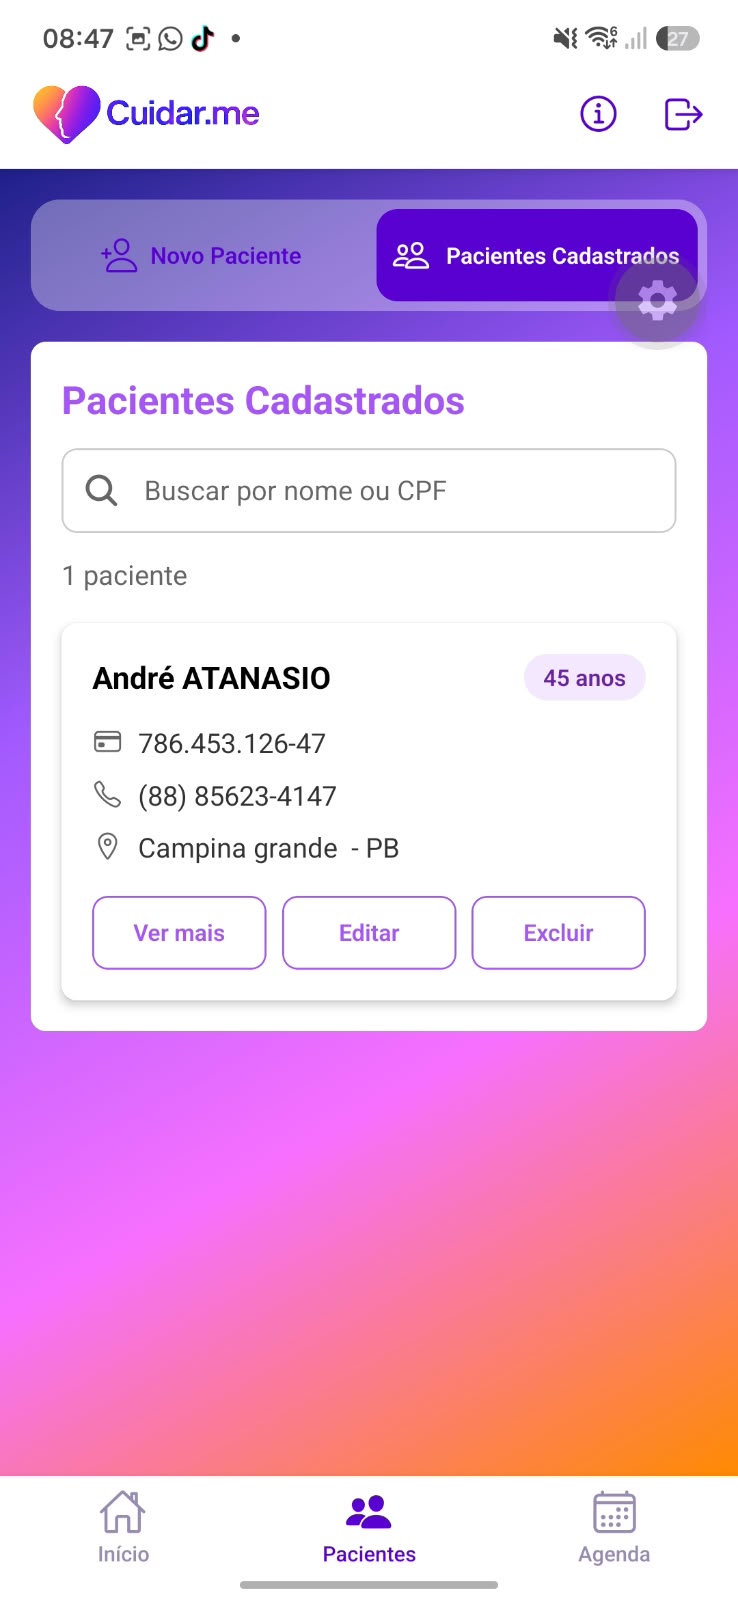 08:47
6
27
Cuidar.me
Novo Paciente
Pacientes Cadastrados
Pacientes Cadastrados
Buscar por nome ou CPF
1 paciente
André ATANASIO
45 anos
786.453.126-47
(88) 85623-4147
Campina grande  - PB
Ver mais
Editar
Excluir
Início
Pacientes
Agenda